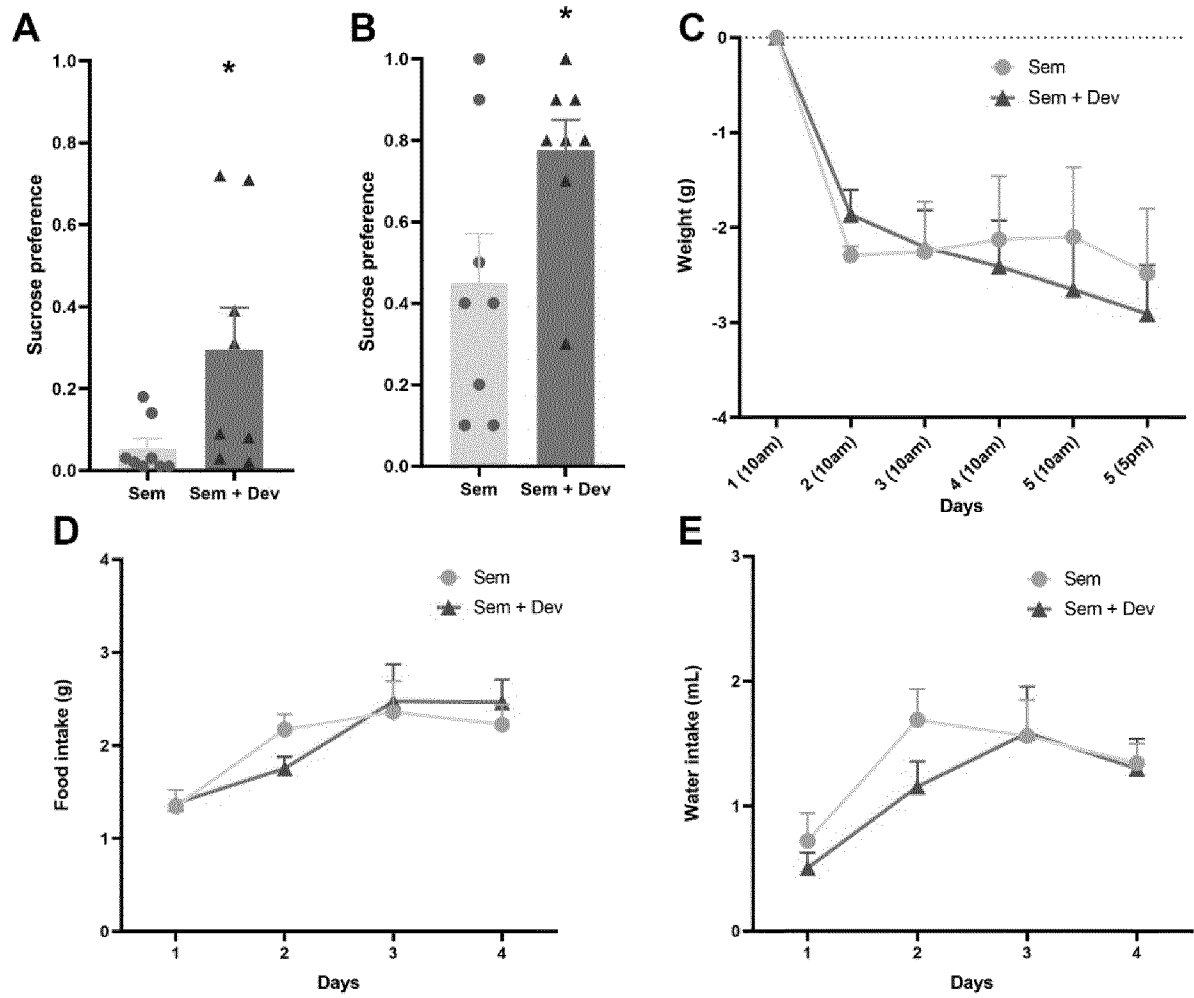 A
*
Sucrose preference
1.0
0.8
0.6
0.4
0.2
0.0
Sem
Sem + Dev
B
*
Sucrose preference
1.0
0.8
0.6
0.4
0.2
0.0
Sem
Sem + Dev
C
Weight (g)
0
-1
-2
-3
-4
Sem
Sem + Dev
1 (10am)
2 (10am)
3 (10am)
4 (10am)
5 (10am)
5 (5pm)
Days
D
Food intake (g)
4
3
2
1
0
Sem
Sem + Dev
1
2
3
4
Days
E
Water intake (mL)
3
2
1
0
Sem
Sem + Dev
1
2
3
4
Days